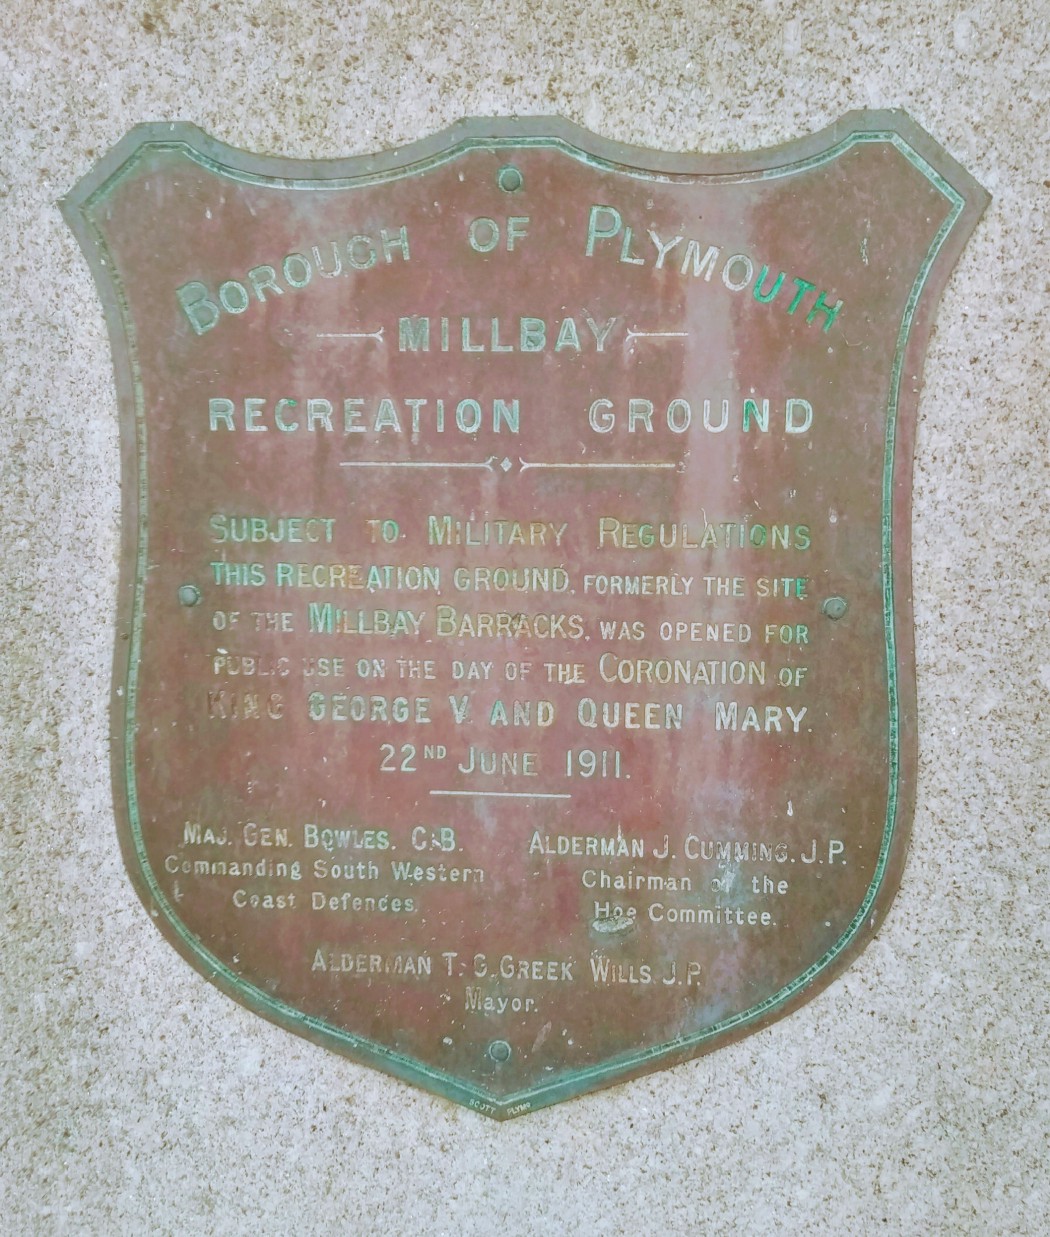 BOROUGH OF PLYMOUTH
MILLBAY
RECREATION GROUND
SUBJECT TO MILITARY REGULATIONS
THIS RECREATION GROUND, FORMERLY THE SITE
OF THE MILLBAY BARRACKS, WAS OPENED FOR
PUBLIC USE ON THE DAY OF THE CORONATION OF
KING GEORGE V. AND QUEEN MARY.
22ND JUNE 1911.
MAJ. GEN. BOWLES. C.B.
Commanding South Western
Coast Defences.
ALDERMAN J. CUMMING. J.P.
Chairman of the
Hoe Committee.
ALDERMAN T. G. GREEK WILLS. J.P.
Mayor.
SCOTT PLYMO